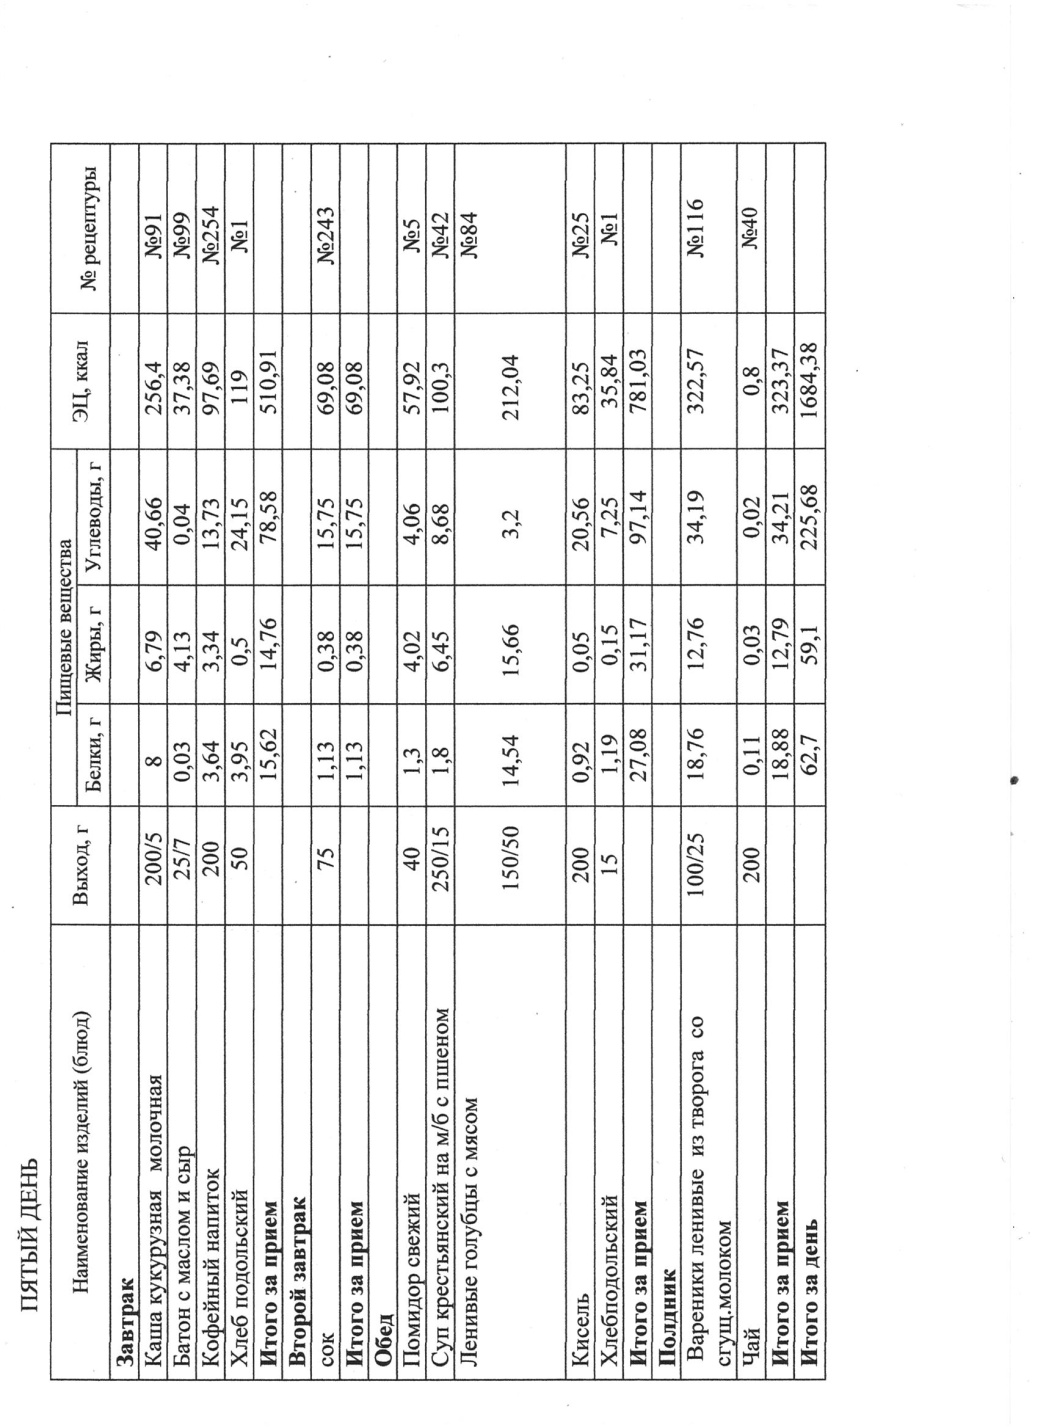 ПЯТЫЙ ДЕНЬ
Наименование изделий (блюд) Выход, г Пищевые вещества ЭЦ, ккал № рецептуры
Белки, г Жиры, г Углеводы, г
Завтрак
Каша кукурузная молочная 200/5 8 6,79 40,66 256,4 №91
Батон с маслом и сыр 25/7 0,03 4,13 0,04 37,38 №99
Кофейный напиток 200 3,64 3,34 13,73 97,69 №254
Хлеб подольский 50 3,95 0,5 24,15 119 №1
Итого за прием 15,62 14,76 78,58 510,91
Второй завтрак
сок 75 1,13 0,38 15,75 69,08 №243
Итого за прием 1,13 0,38 15,75 69,08
Обед
Помидор свежий 40 1,3 4,02 4,06 57,92 №5
Суп крестьянский на м/б с пшеном 250/15 1,8 6,45 8,68 100,3 №42
Ленивые голубцы с мясом 150/50 14,54 15,66 3,2 212,04 №84
Кисель 200 0,92 0,05 20,56 83,25 №25
Хлебподольский 15 1,19 0,15 7,25 35,84 №1
Итого за прием 27,08 31,17 97,14 781,03
Полдник
Вареники ленивые из творога со 100/25 18,76 12,76 34,19 322,57 №116
сгущ.молоком
Чай 200 0,11 0,03 0,02 0,8 №40
Итого за прием 18,88 12,79 34,21 323,37
Итого за день 62,7 59,1 225,68 1684,38